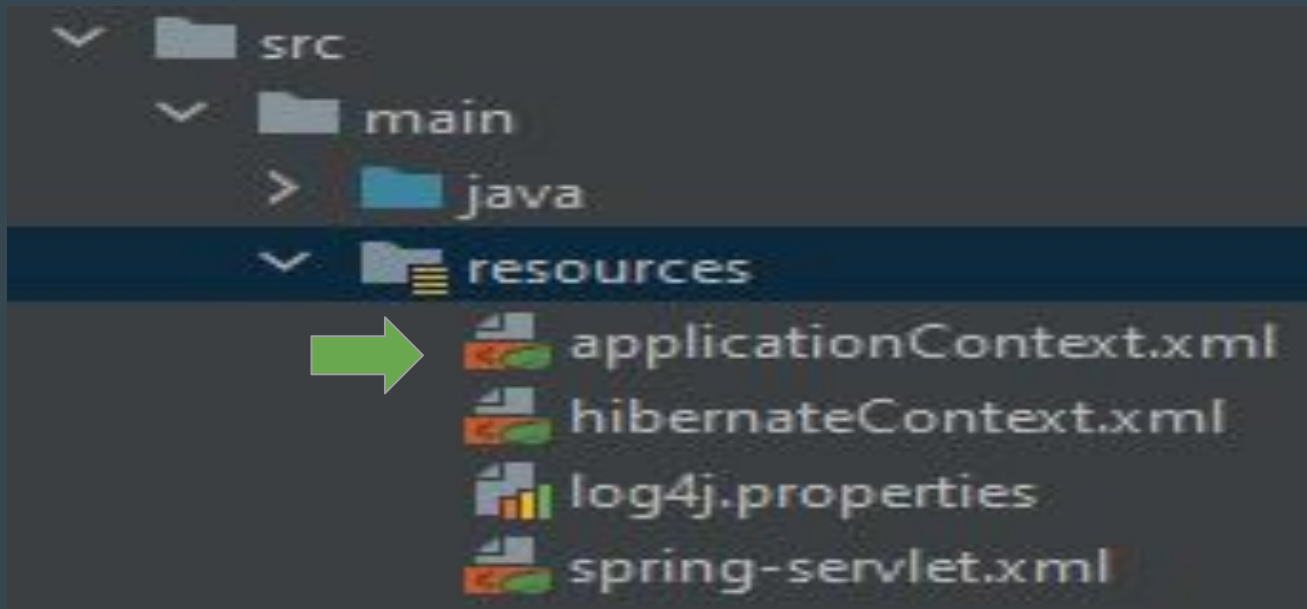 src
main
java
resources
applicationContext.xml
hibernateContext.xml
log4j.properties
spring-servlet.xml